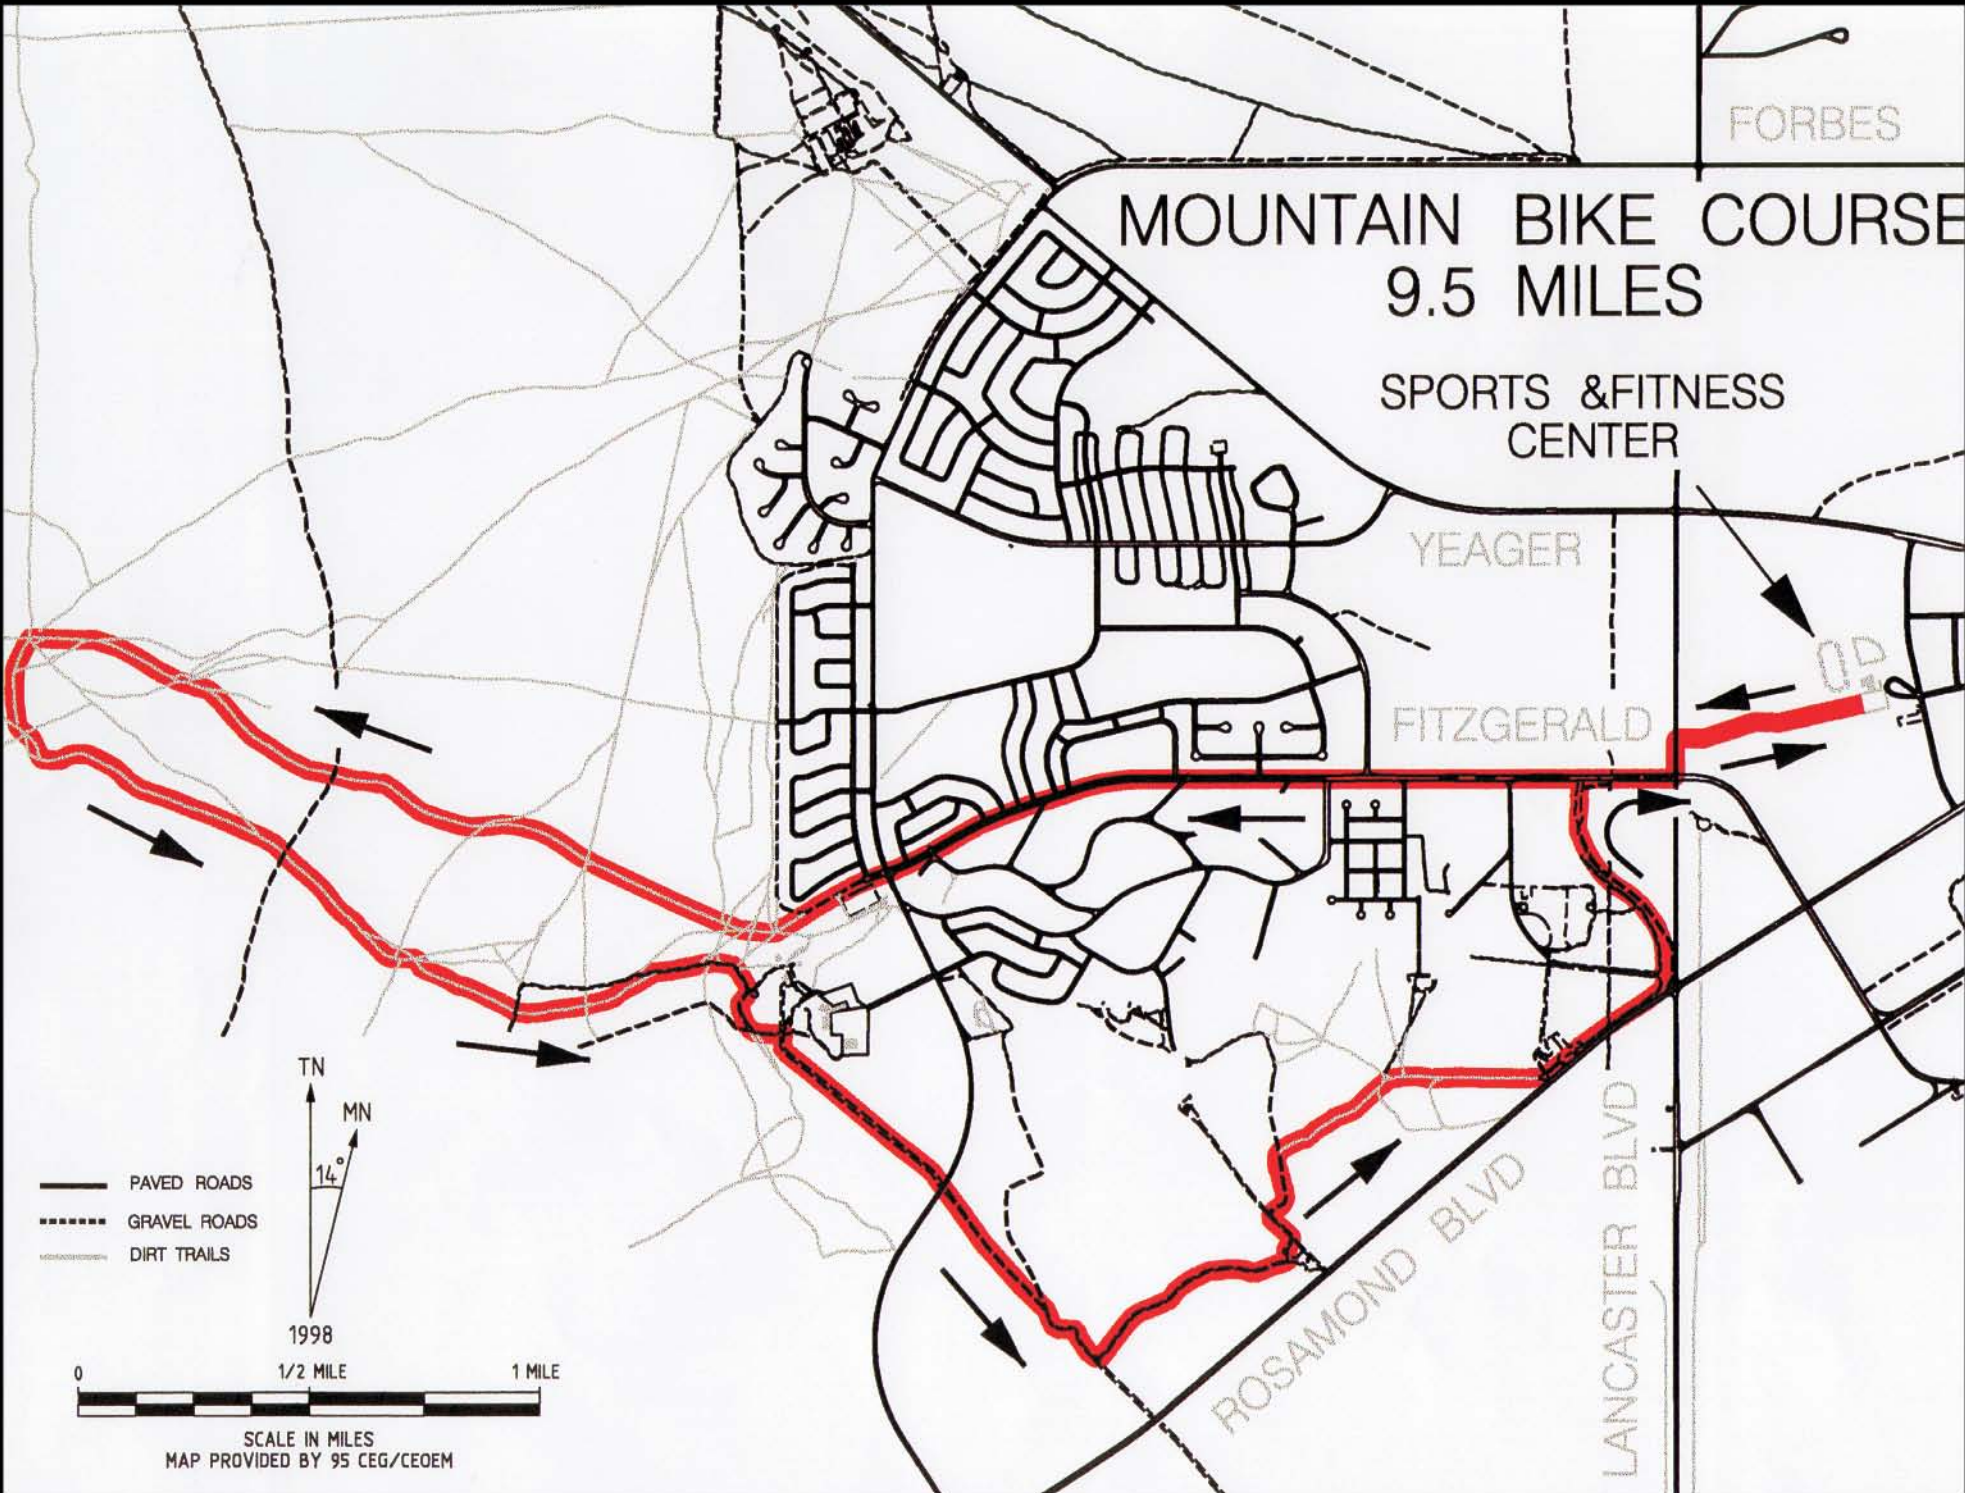 FORBES
MOUNTAIN BIKE COURSE
9.5 MILES
SPORTS &FITNESS
CENTER
YEAGER
FITZGERALD
TN
MN
14°
PAVED ROADS
GRAVEL ROADS
DIRT TRAILS
1998
0 1/2 MILE 1 MILE
SCALE IN MILES
MAP PROVIDED BY 95 CEG/CEOEM
ROSAMOND BLVD
LANCASTER BLVD